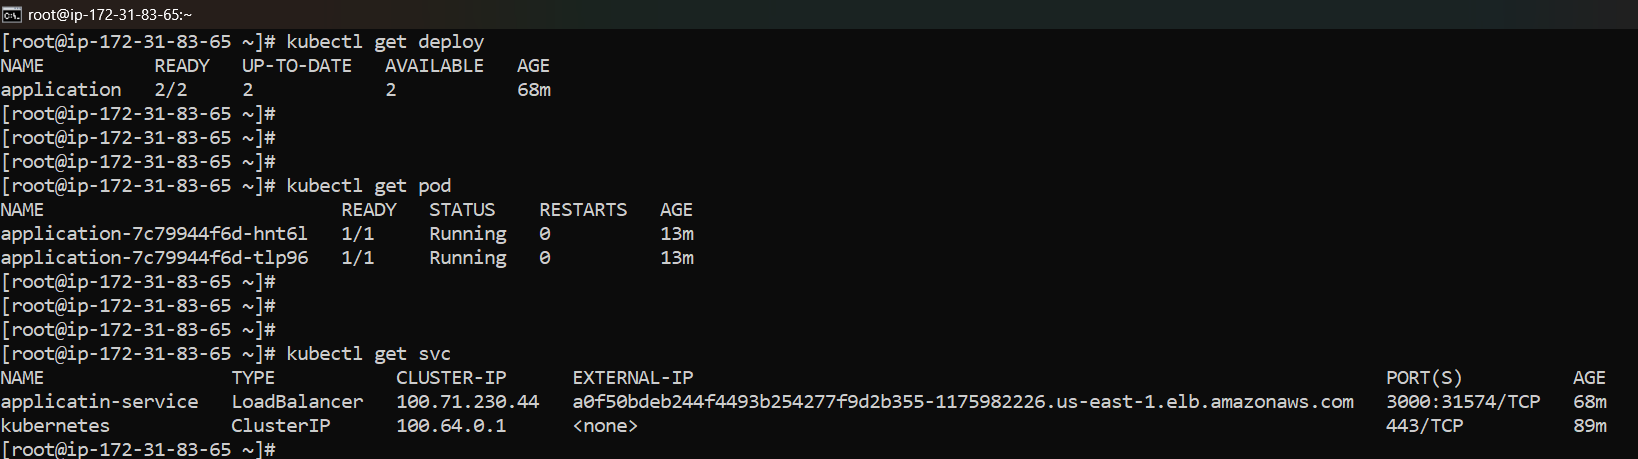 root@ip-172-31-83-65:~
[root@ip-172-31-83-65 ~]# kubectl get deploy
NAME          READY   UP-TO-DATE   AVAILABLE   AGE
application   2/2     2            2           68m
[root@ip-172-31-83-65 ~]#
[root@ip-172-31-83-65 ~]#
[root@ip-172-31-83-65 ~]#
[root@ip-172-31-83-65 ~]# kubectl get pod
NAME                           READY   STATUS    RESTARTS   AGE
application-7c79944f6d-hnt6l   1/1     Running   0          13m
application-7c79944f6d-tlp96   1/1     Running   0          13m
[root@ip-172-31-83-65 ~]#
[root@ip-172-31-83-65 ~]#
[root@ip-172-31-83-65 ~]#
[root@ip-172-31-83-65 ~]# kubectl get svc
NAME                 TYPE           CLUSTER-IP      EXTERNAL-IP                                                               PORT(S)          AGE
applicatin-service   LoadBalancer   100.71.230.44   a0f50bdeb244f4493b254277f9d2b355-1175982226.us-east-1.elb.amazonaws.com   3000:31574/TCP   68m
kubernetes           ClusterIP      100.64.0.1      <none>                                                                    443/TCP          89m
[root@ip-172-31-83-65 ~]#